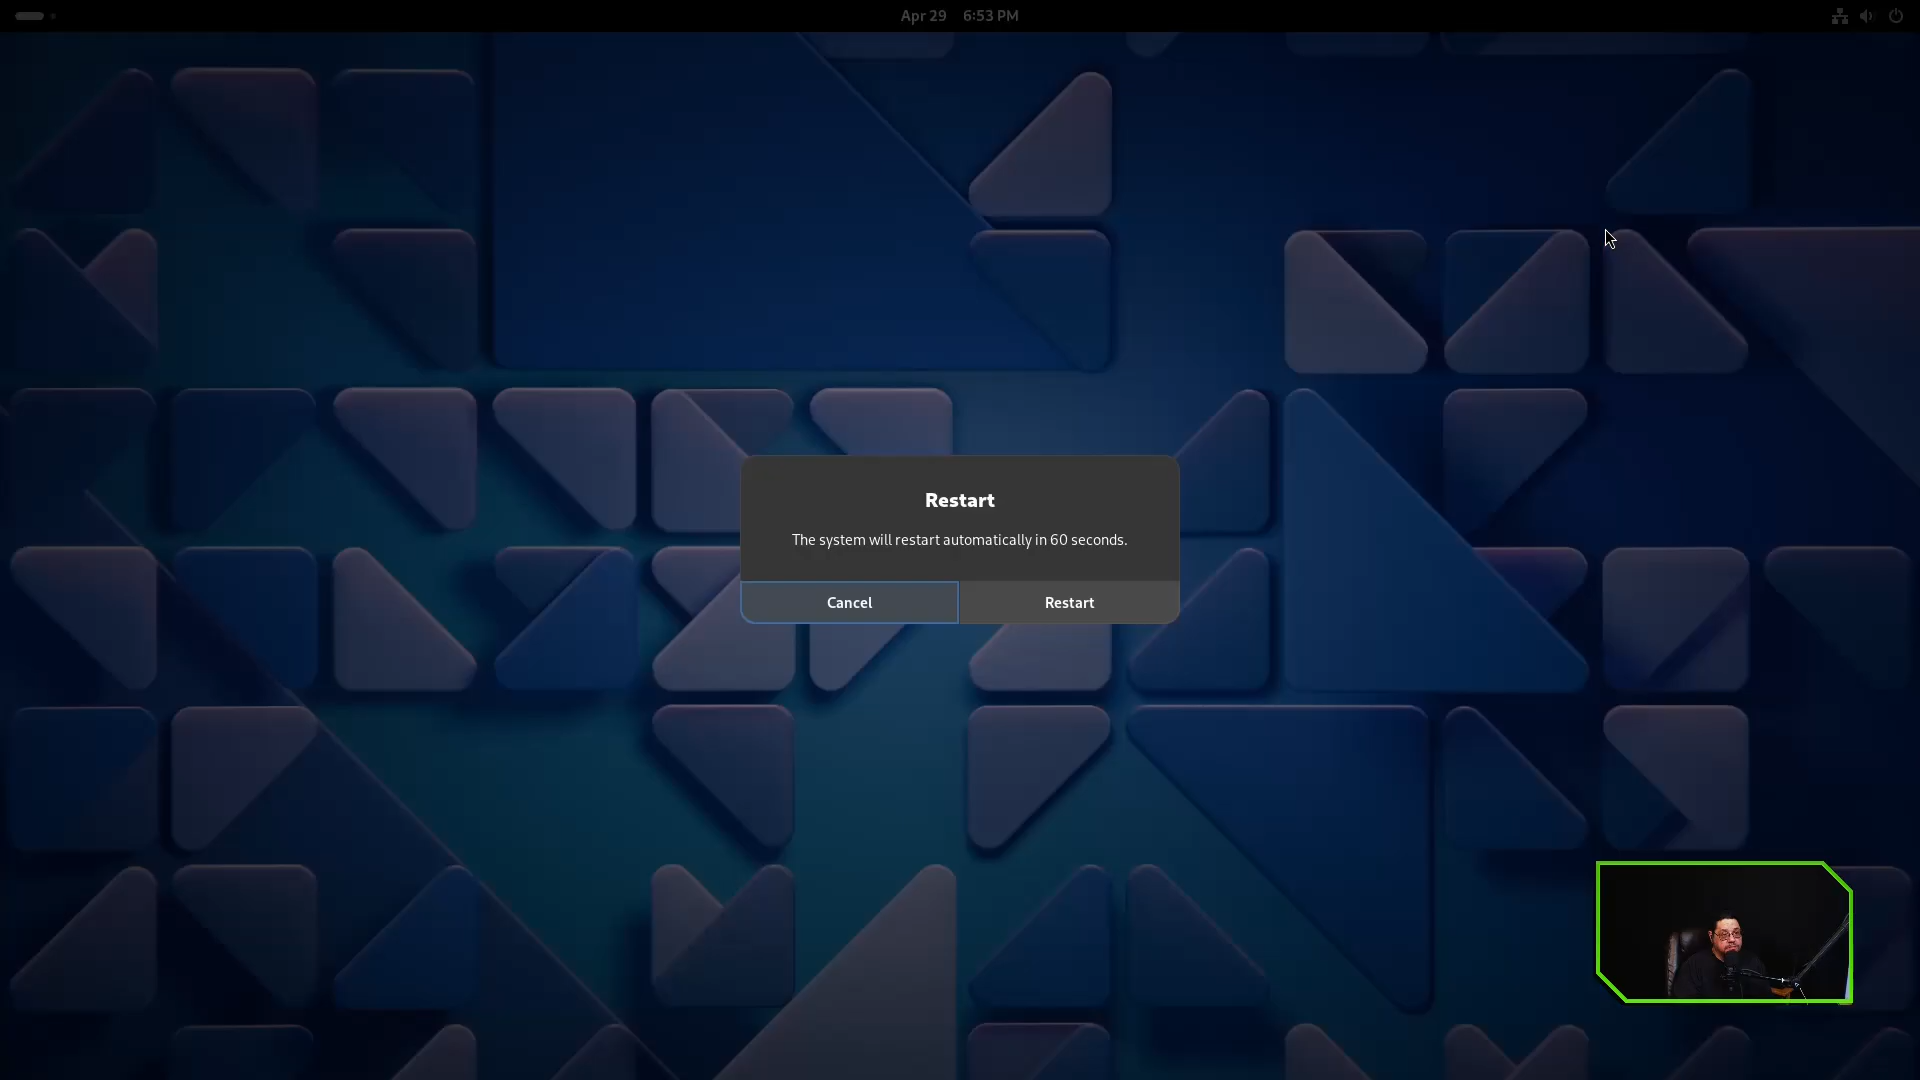 Apr 29 6:53 PM
Restart
The system will restart automatically in 60 seconds.
Cancel Restart